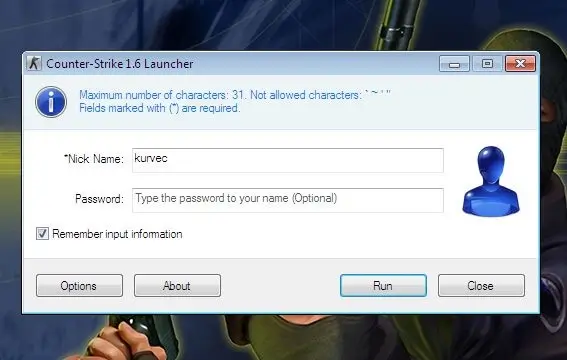 Counter-Strike 1.6 Launcher
Maximum number of characters: 31. Not allowed characters: ` ~ ' "
Fields marked with (*) are required.
*Nick Name: kurvec
Password: Type the password to your name (Optional)
Remember input information
Options About Run Close